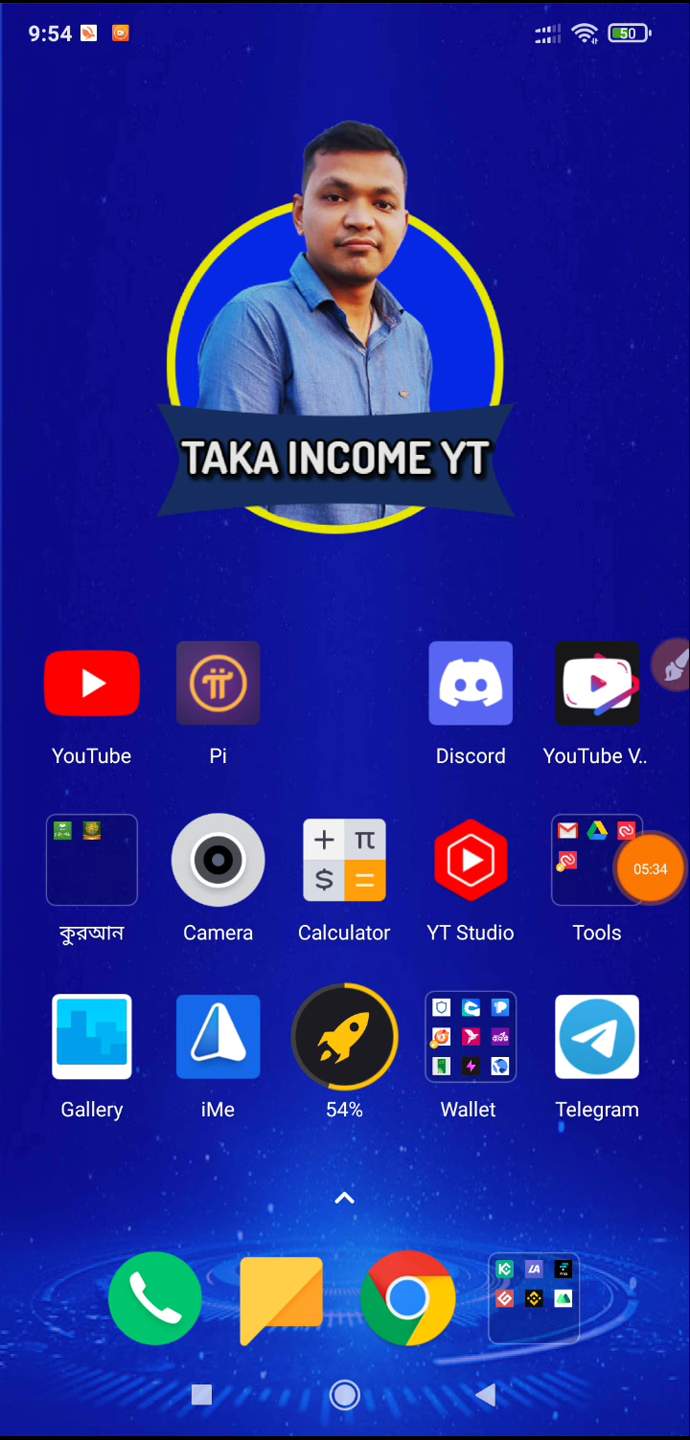 9:54
50
TAKA INCOME YT
YouTube
Pi
Discord
YouTube V..
কুরআন
Camera
Calculator
YT Studio
Tools
05:34
Gallery
iMe
54%
Wallet
Telegram